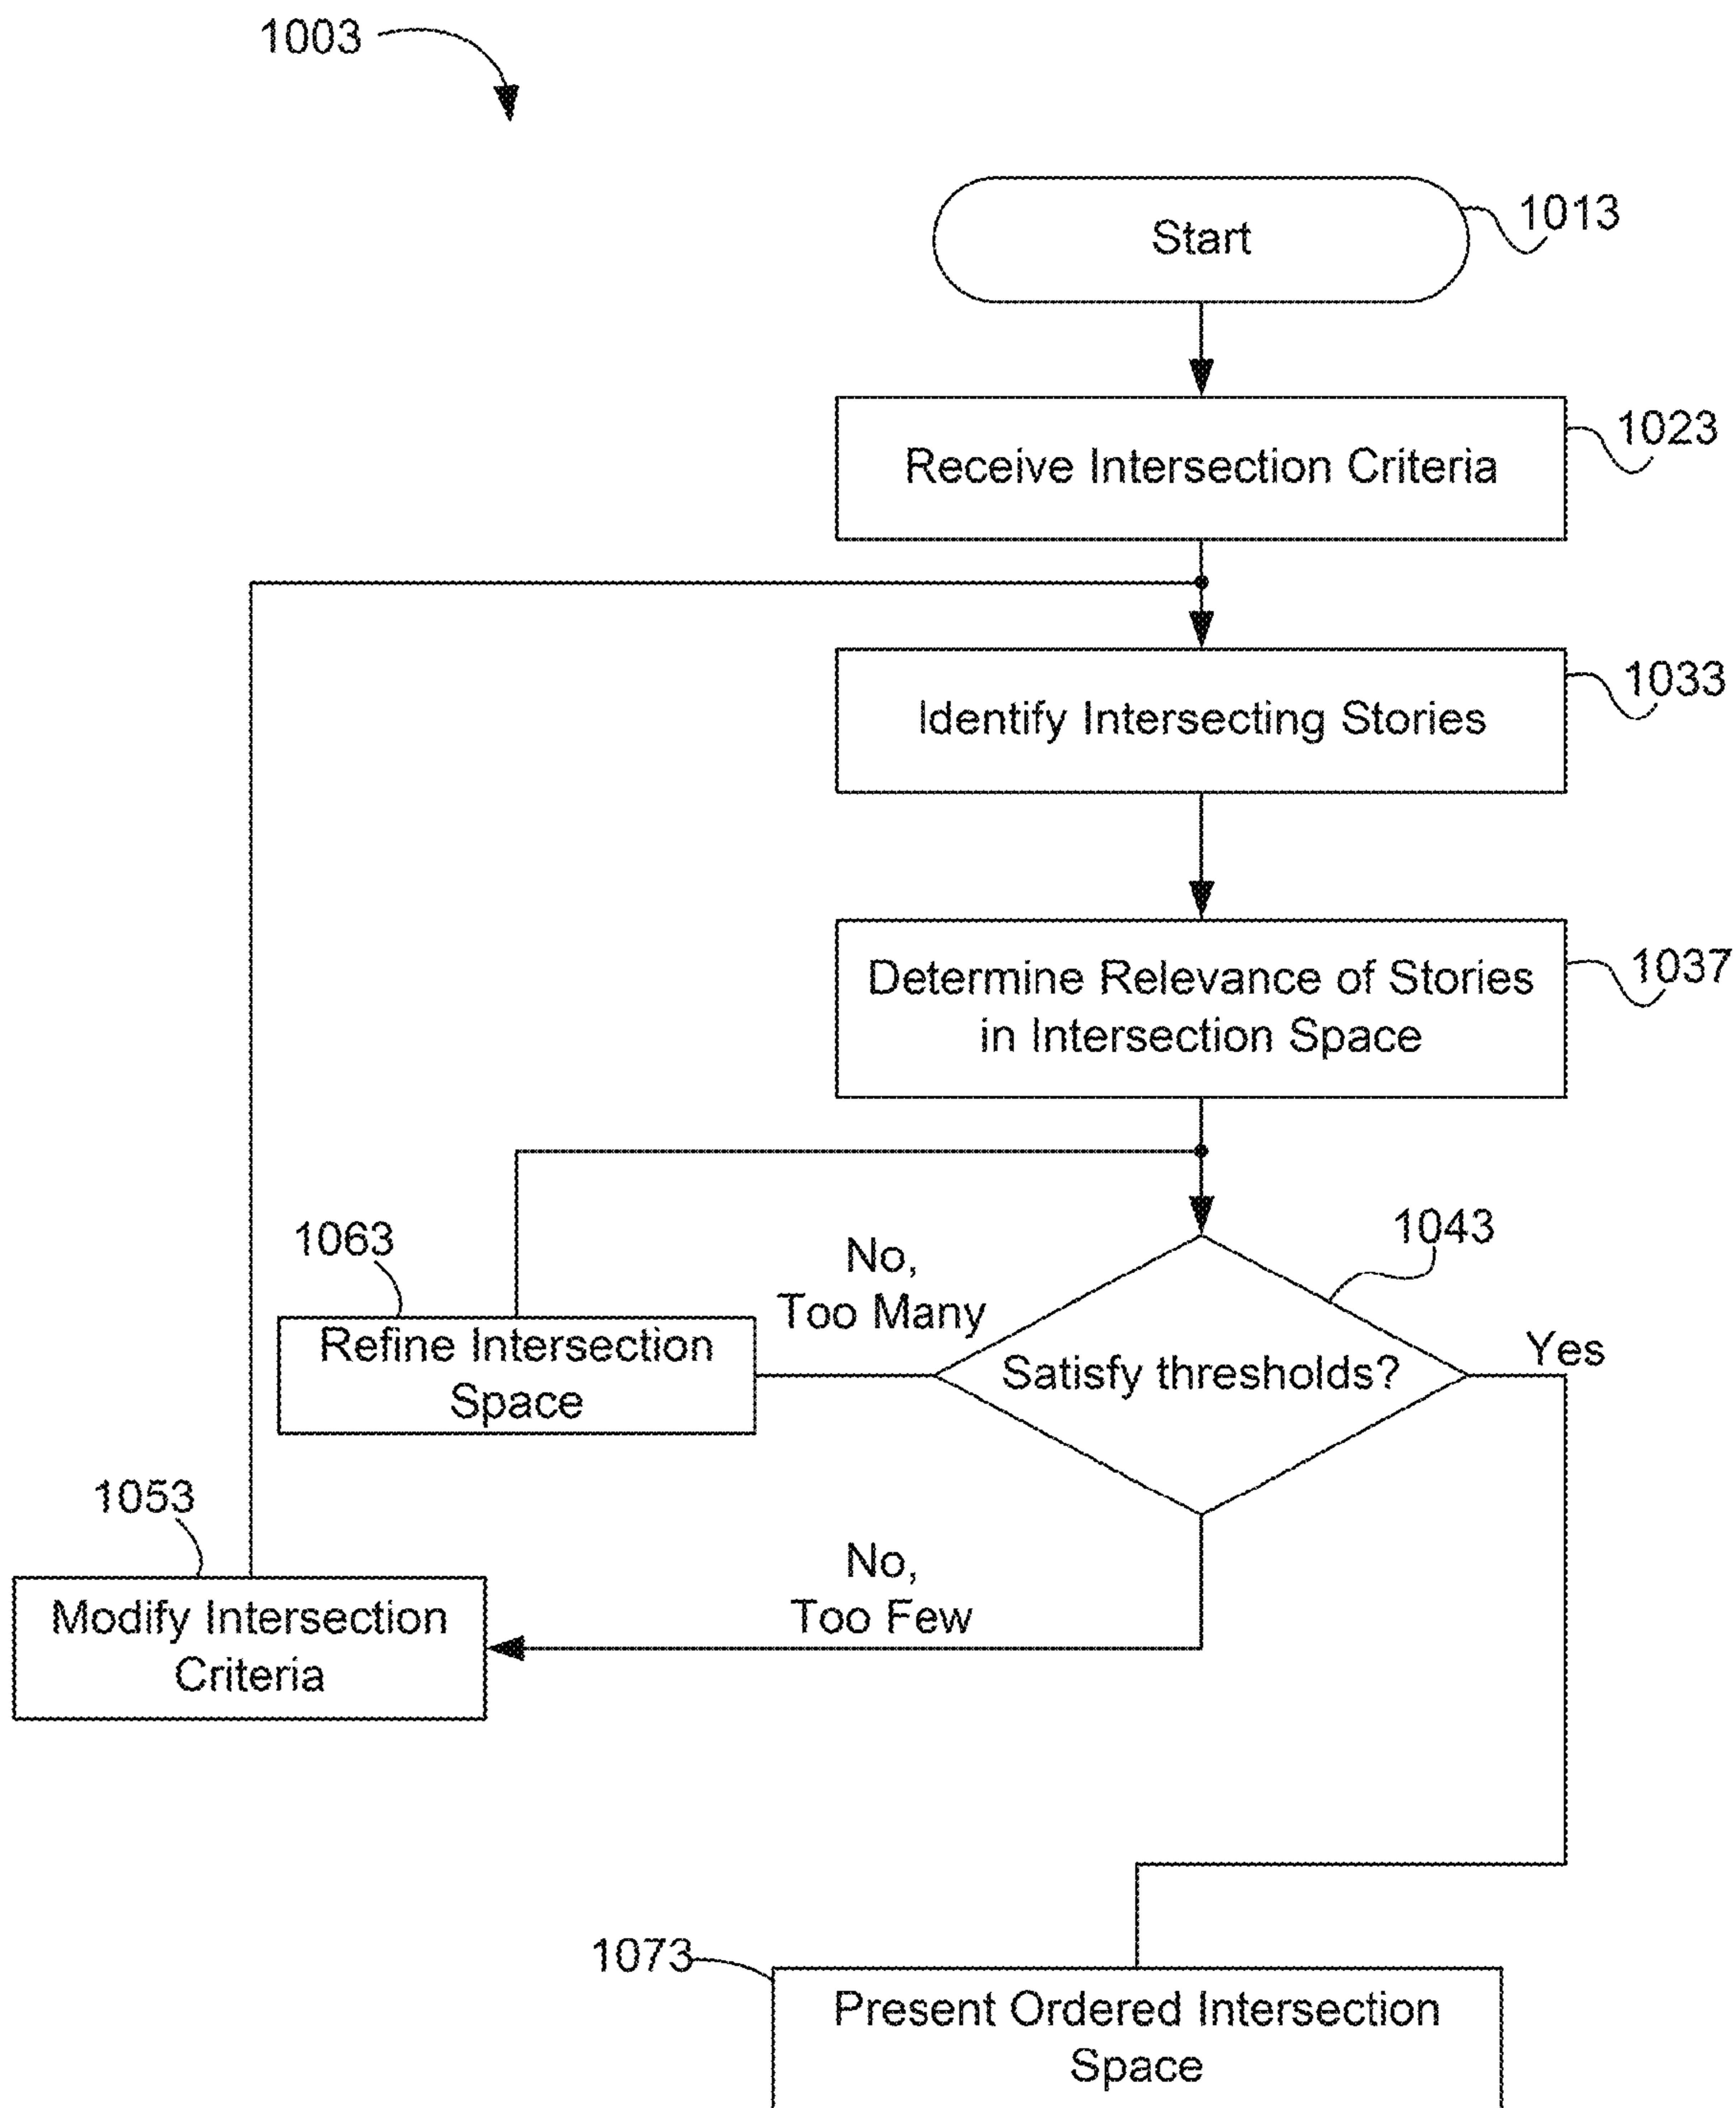 1003
Start
1013
Receive Intersection Criteria
1023
Identify Intersecting Stories
1033
Determine Relevance of Stories
in Intersection Space
1037
1063
Refine Intersection
Space
No,
Too Many
1043
Satisfy thresholds?
Yes
1053
Modify Intersection
Criteria
No,
Too Few
1073
Present Ordered Intersection
Space